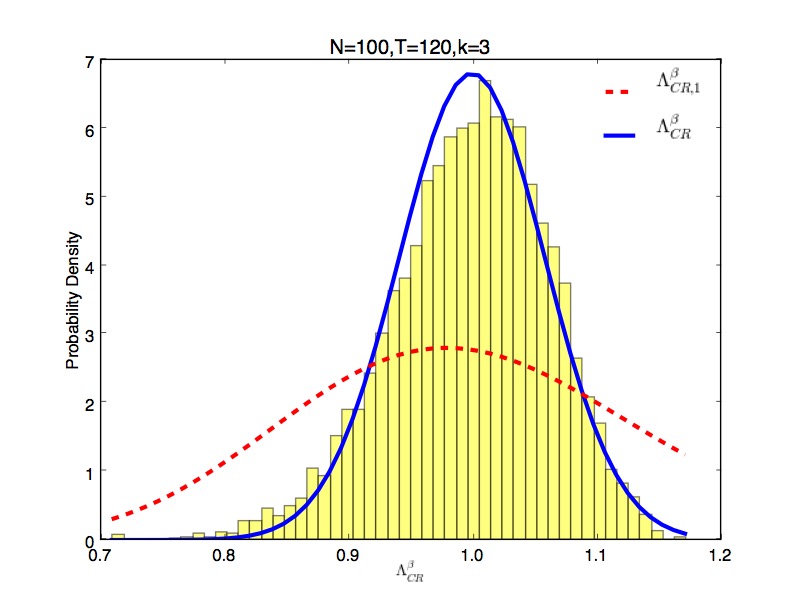 N=100,T=120,k=3
7
6
5
4
3
2
1
0
Probability Density
Λ^β_{CR,1}
Λ^β_{CR}
0.7 0.8 0.9 1.0 1.1 1.2
Λ^β_{CR}